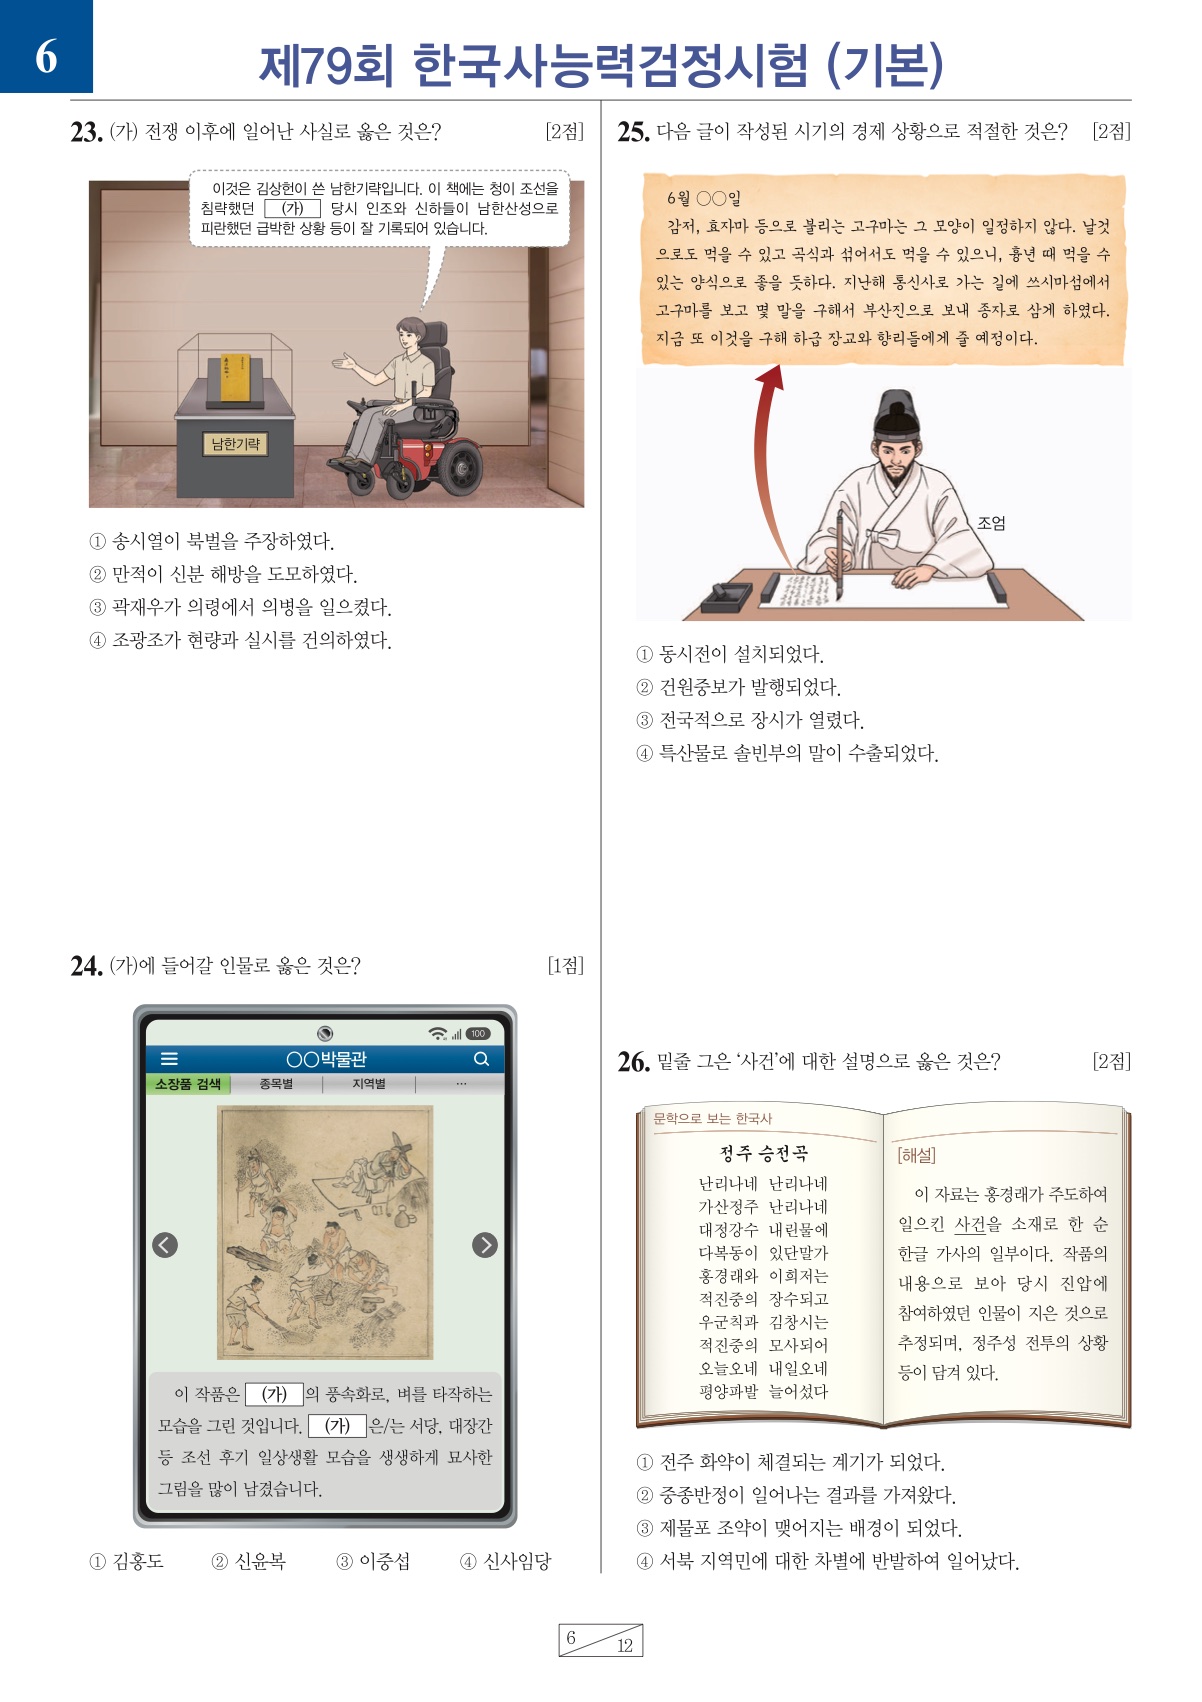 6
제79회 한국사능력검정시험 (기본)
23. (가) 전쟁 이후에 일어난 사실로 옳은 것은? [2점]
이것은 김상헌이 쓴 남한기략입니다. 이 책에는 청이 조선을
침략했던 (가) 당시 인조와 신하들이 남한산성으로
피란했던 급박한 상황 등이 잘 기록되어 있습니다.
남한기략
① 송시열이 북벌을 주장하였다.
② 만적이 신분 해방을 도모하였다.
③ 곽재우가 의령에서 의병을 일으켰다.
④ 조광조가 현량과 실시를 건의하였다.
24. (가)에 들어갈 인물로 옳은 것은? [1점]
100
○○박물관
소장품 검색 종목별 지역별 …
이 작품은 (가) 의 풍속화로, 벼를 타작하는
모습을 그린 것입니다. (가) 은/는 서당, 대장간
등 조선 후기 일상생활 모습을 생생하게 묘사한
그림을 많이 남겼습니다.
① 김홍도 ② 신윤복 ③ 이중섭 ④ 신사임당
25. 다음 글이 작성된 시기의 경제 상황으로 적절한 것은? [2점]
6월 ○○일
감저, 효자마 등으로 불리는 고구마는 그 모양이 일정하지 않다. 날것
으로도 먹을 수 있고 곡식과 섞어서도 먹을 수 있으니, 흉년 때 먹을 수
있는 양식으로 좋을 듯하다. 지난해 통신사로 가는 길에 쓰시마섬에서
고구마를 보고 몇 말을 구해서 부산진으로 보내 종자로 삼게 하였다.
지금 또 이것을 구해 하급 장교와 향리들에게 줄 예정이다.
조엄
① 동시전이 설치되었다.
② 건원중보가 발행되었다.
③ 전국적으로 장시가 열렸다.
④ 특산물로 솔빈부의 말이 수출되었다.
26. 밑줄 그은 ‘사건’에 대한 설명으로 옳은 것은? [2점]
문학으로 보는 한국사
정주 승전곡
난리나네 난리나네
가산정주 난리나네
대정강수 내린물에
다복동이 있단말가
홍경래와 이희저는
적진중의 장수되고
우군칙과 김창시는
적진중의 모사되어
오늘오네 내일오네
평양파발 늘어섰다
[해설]
이 자료는 홍경래가 주도하여
일으킨 사건을 소재로 한 순
한글 가사의 일부이다. 작품의
내용으로 보아 당시 진압에
참여하였던 인물이 지은 것으로
추정되며, 정주성 전투의 상황
등이 담겨 있다.
① 전주 화약이 체결되는 계기가 되었다.
② 중종반정이 일어나는 결과를 가져왔다.
③ 제물포 조약이 맺어지는 배경이 되었다.
④ 서북 지역민에 대한 차별에 반발하여 일어났다.
6 12